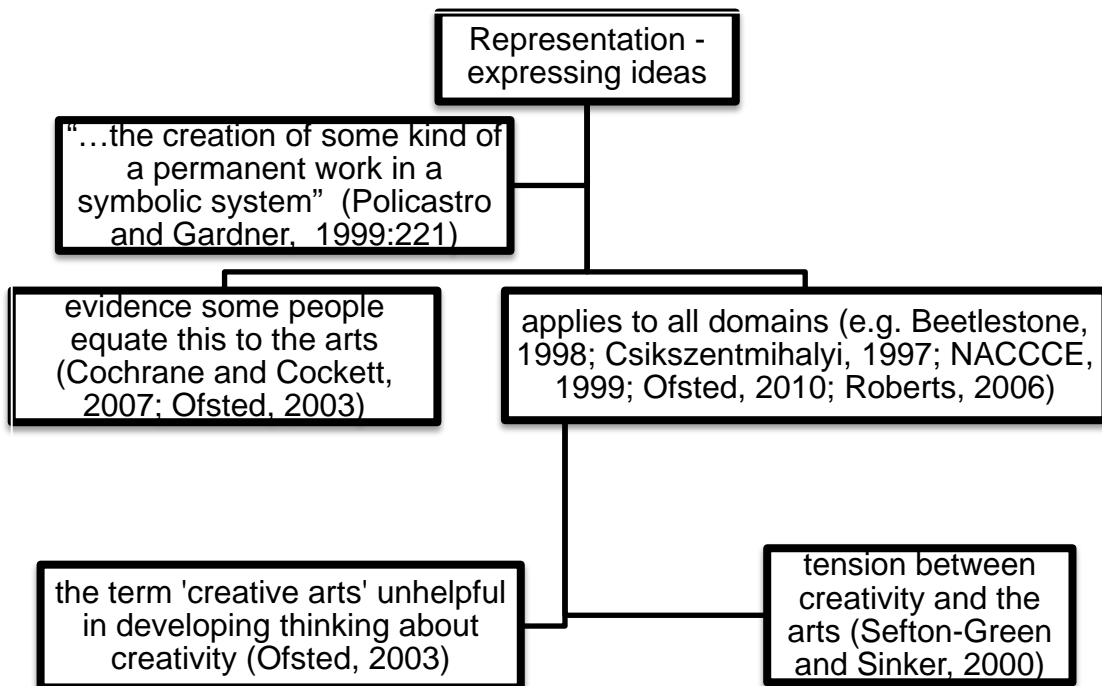 Representation -
expressing ideas
“…the creation of some kind of
a permanent work in a
symbolic system” (Policastro
and Gardner, 1999:221)
evidence some people
equate this to the arts
(Cochrane and Cockett,
2007; Ofsted, 2003)
applies to all domains (e.g. Beetlestone,
1998; Csikszentmihalyi, 1997; NACCCE,
1999; Ofsted, 2010; Roberts, 2006)
the term 'creative arts' unhelpful
in developing thinking about
creativity (Ofsted, 2003)
tension between
creativity and the
arts (Sefton-Green
and Sinker, 2000)